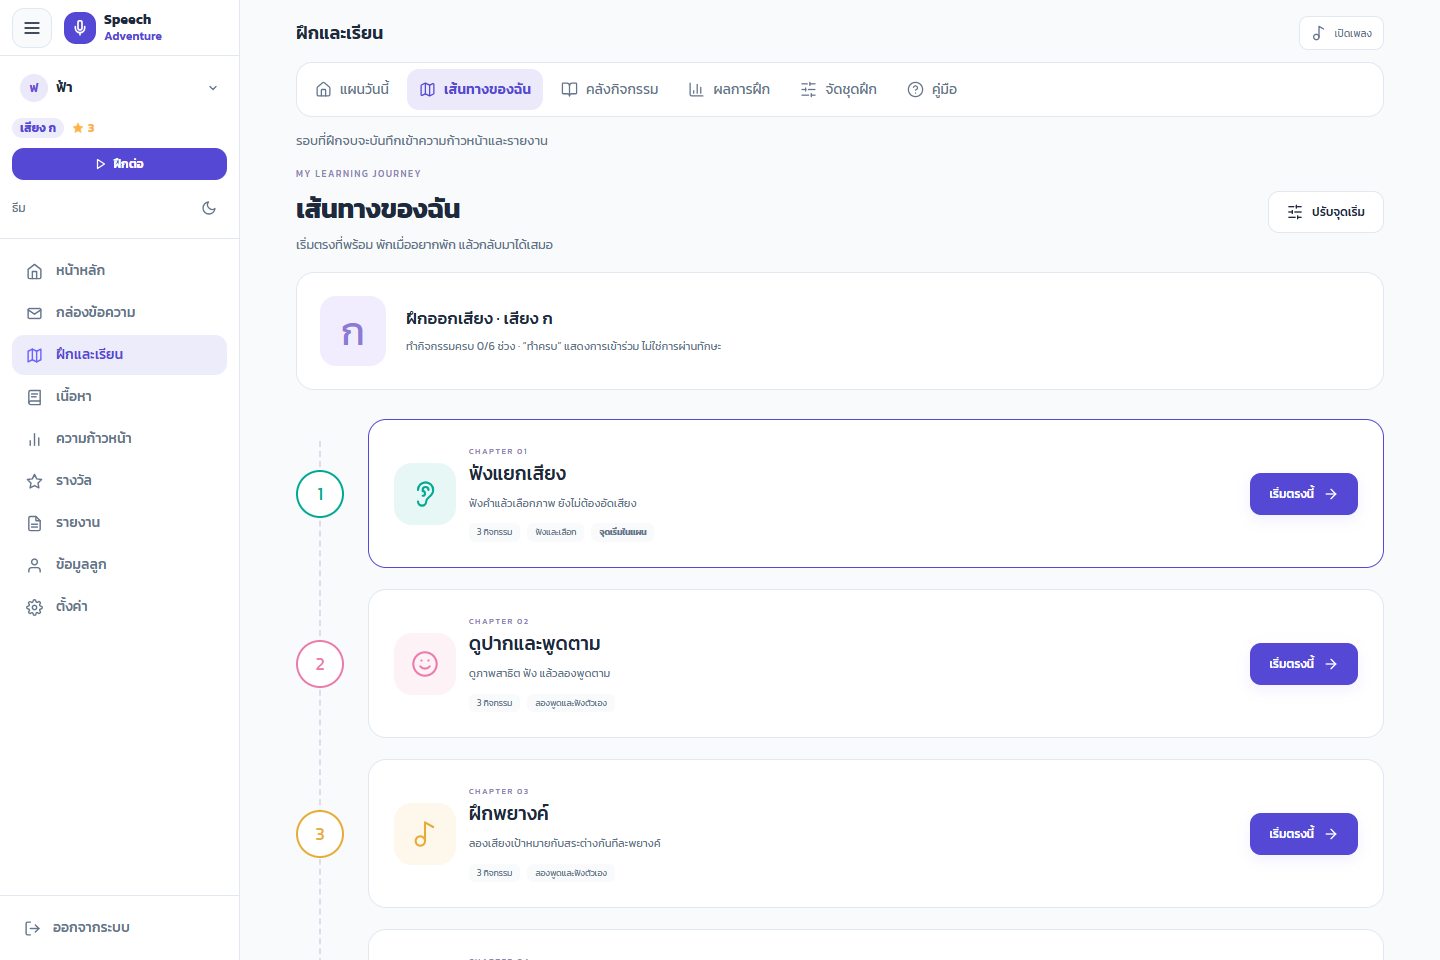 Speech
Adventure
ฟ ฟ้า
เสียง ก 3
ฝึกต่อ
ธีม
หน้าหลัก
กล่องข้อความ
ฝึกและเรียน
เนื้อหา
ความก้าวหน้า
รางวัล
รายงาน
ข้อมูลลูก
ตั้งค่า
ออกจากระบบ
ฝึกและเรียน
เปิดเพลง
แผนวันนี้ เส้นทางของฉัน คลังกิจกรรม ผลการฝึก จัดชุดฝึก คู่มือ
รอบที่ฝึกจบจะบันทึกเข้าความก้าวหน้าและรายงาน
MY LEARNING JOURNEY
เส้นทางของฉัน
ปรับจุดเริ่ม
เริ่มตรงที่พร้อม พักเมื่ออยากพัก แล้วกลับมาได้เสมอ
ก
ฝึกออกเสียง · เสียง ก
ทำกิจกรรมครบ 0/6 ช่วง · “ทำครบ” แสดงการเข้าร่วม ไม่ใช่การผ่านทักษะ
1
CHAPTER 01
ฟังแยกเสียง
ฟังคำแล้วเลือกภาพ ยังไม่ต้องอัดเสียง
3 กิจกรรม ฟังและเลือก จุดเริ่มในแผน
เริ่มตรงนี้
2
CHAPTER 02
ดูปากและพูดตาม
ดูภาพสาธิต ฟัง แล้วลองพูดตาม
3 กิจกรรม ลองพูดและฟังตัวเอง
เริ่มตรงนี้
3
CHAPTER 03
ฝึกพยางค์
ลองเสียงเป้าหมายกับสระต่างกันทีละพยางค์
3 กิจกรรม ลองพูดและฟังตัวเอง
เริ่มตรงนี้